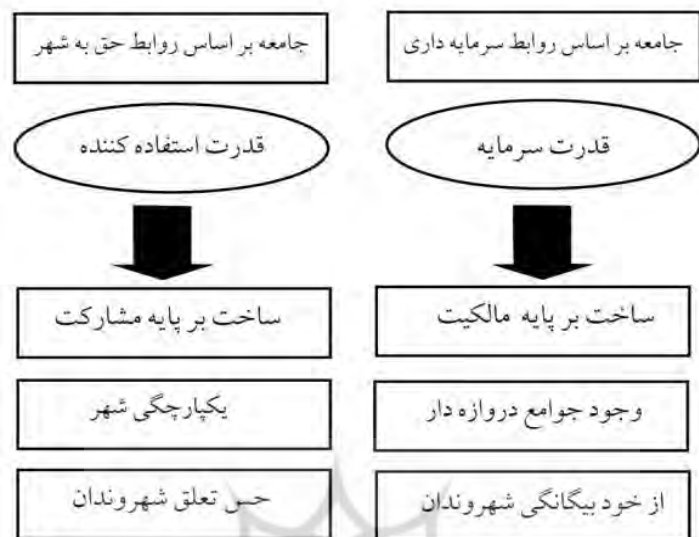 جامعه بر اساس روابط سرمایه داری
جامعه بر اساس روابط حق به شهر
قدرت سرمایه
قدرت استفاده کننده
ساخت بر پایه مالکیت
ساخت بر پایه مشارکت
وجود جوامع دروازه دار
یکپارچگی شهر
از خود بیگانگی شهروندان
حس تعلق شهروندان